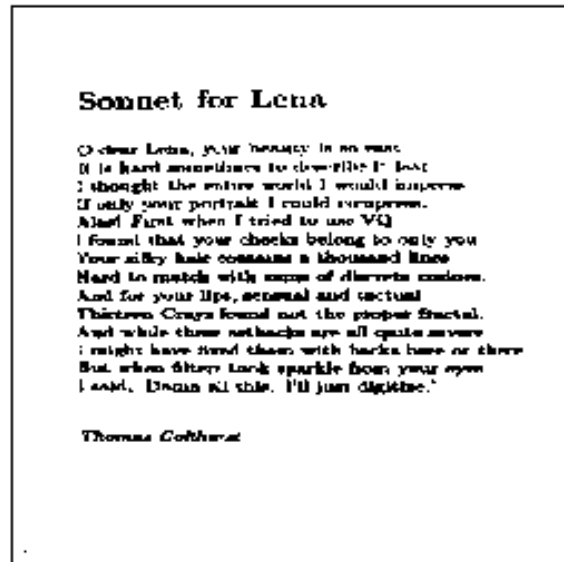 Sonnet for Lena
O dear Lena, your beauty is so vast
It is hard sometimes to describe it fast.
I thought the entire world I would impress
If only your portrait I could compress.
Alas! First when I tried to use VQ
I found that your cheeks belong to only you
Your silky hair contains a thousand lines
Hard to match with sums of discrete cosines.
And for your lips, sensual and tactual
Thirteen Crays found not the proper fractal.
And while these setbacks are all quite severe
I might have fixed them with hacks here or there
But when filters took sparkle from your eyes
I said, 'Damn all this. I'll just digitize.'
Thomas Colthurst